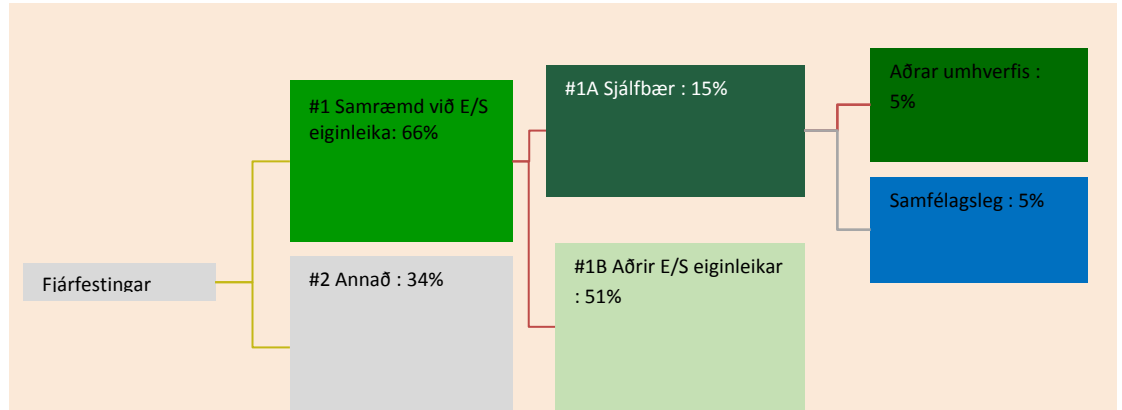 Fjárfestingar
#1 Samræmd við E/S
eiginleika: 66%
#2 Annað : 34%
#1A Sjálfbær : 15%
#1B Aðrir E/S eiginleikar
: 51%
Aðrar umhverfis :
5%
Samfélagsleg : 5%